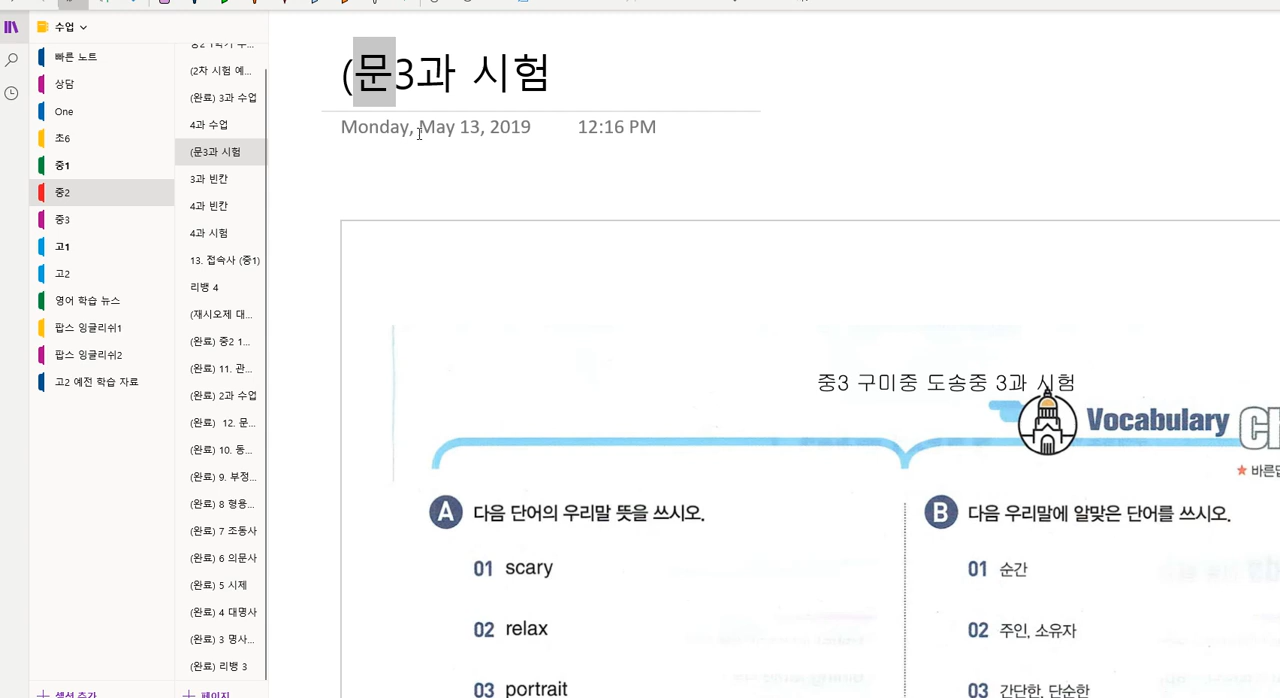 수업
빠른 노트
상담
One
초6
중1
중2
중3
고1
고2
영어 학습 뉴스
팝스 잉글리쉬1
팝스 잉글리쉬2
고2 예전 학습 자료
(2차 시험 예...
(완료) 3과 수업
4과 수업
(문3과 시험
3과 빈칸
4과 빈칸
4과 시험
13. 접속사 (중1)
리뱅 4
(재시오제 대...
(완료) 중2 1...
(완료) 11. 관...
(완료) 2과 수업
(완료) 12. 문...
(완료) 10. 동...
(완료) 9. 부정...
(완료) 8 형용...
(완료) 7 조동사
(완료) 6 의문사
(완료) 5 시제
(완료) 4 대명사
(완료) 3 명사...
(완료) 리뱅 3
(문3과 시험
Monday, May 13, 2019 12:16 PM
중3 구미중 도송중 3과 시험
Vocabulary Ch
★ 바른답
A 다음 단어의 우리말 뜻을 쓰시오.
01 scary
02 relax
03 portrait
B 다음 우리말에 알맞은 단어를 쓰시오.
01 순간
02 주인, 소유자
03 간단한, 단순한